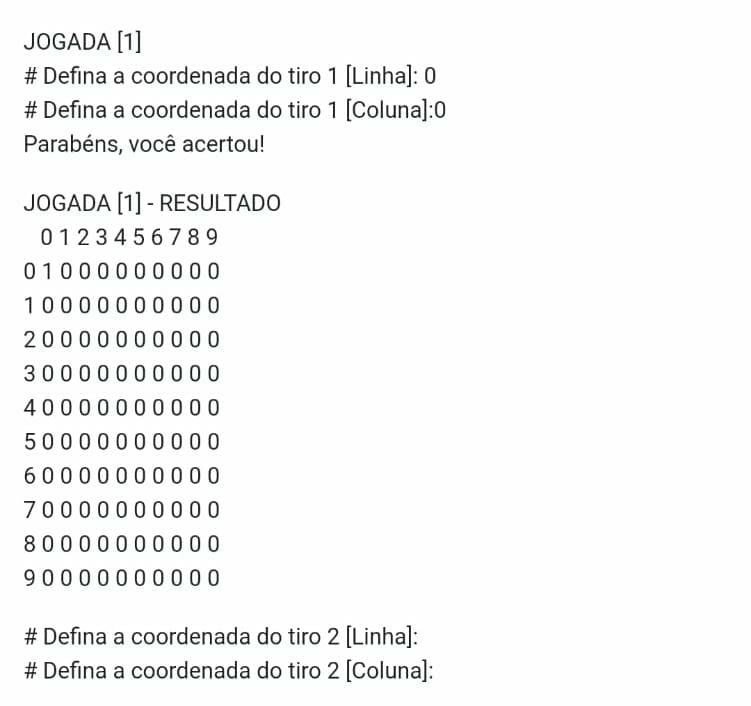 JOGADA [1]
# Defina a coordenada do tiro 1 [Linha]: 0
# Defina a coordenada do tiro 1 [Coluna]:0
Parabéns, você acertou!
JOGADA [1] - RESULTADO
0 1 2 3 4 5 6 7 8 9
0 1 0 0 0 0 0 0 0 0 0
1 0 0 0 0 0 0 0 0 0 0
2 0 0 0 0 0 0 0 0 0 0
3 0 0 0 0 0 0 0 0 0 0
4 0 0 0 0 0 0 0 0 0 0
5 0 0 0 0 0 0 0 0 0 0
6 0 0 0 0 0 0 0 0 0 0
7 0 0 0 0 0 0 0 0 0 0
8 0 0 0 0 0 0 0 0 0 0
9 0 0 0 0 0 0 0 0 0 0
# Defina a coordenada do tiro 2 [Linha]:
# Defina a coordenada do tiro 2 [Coluna]: